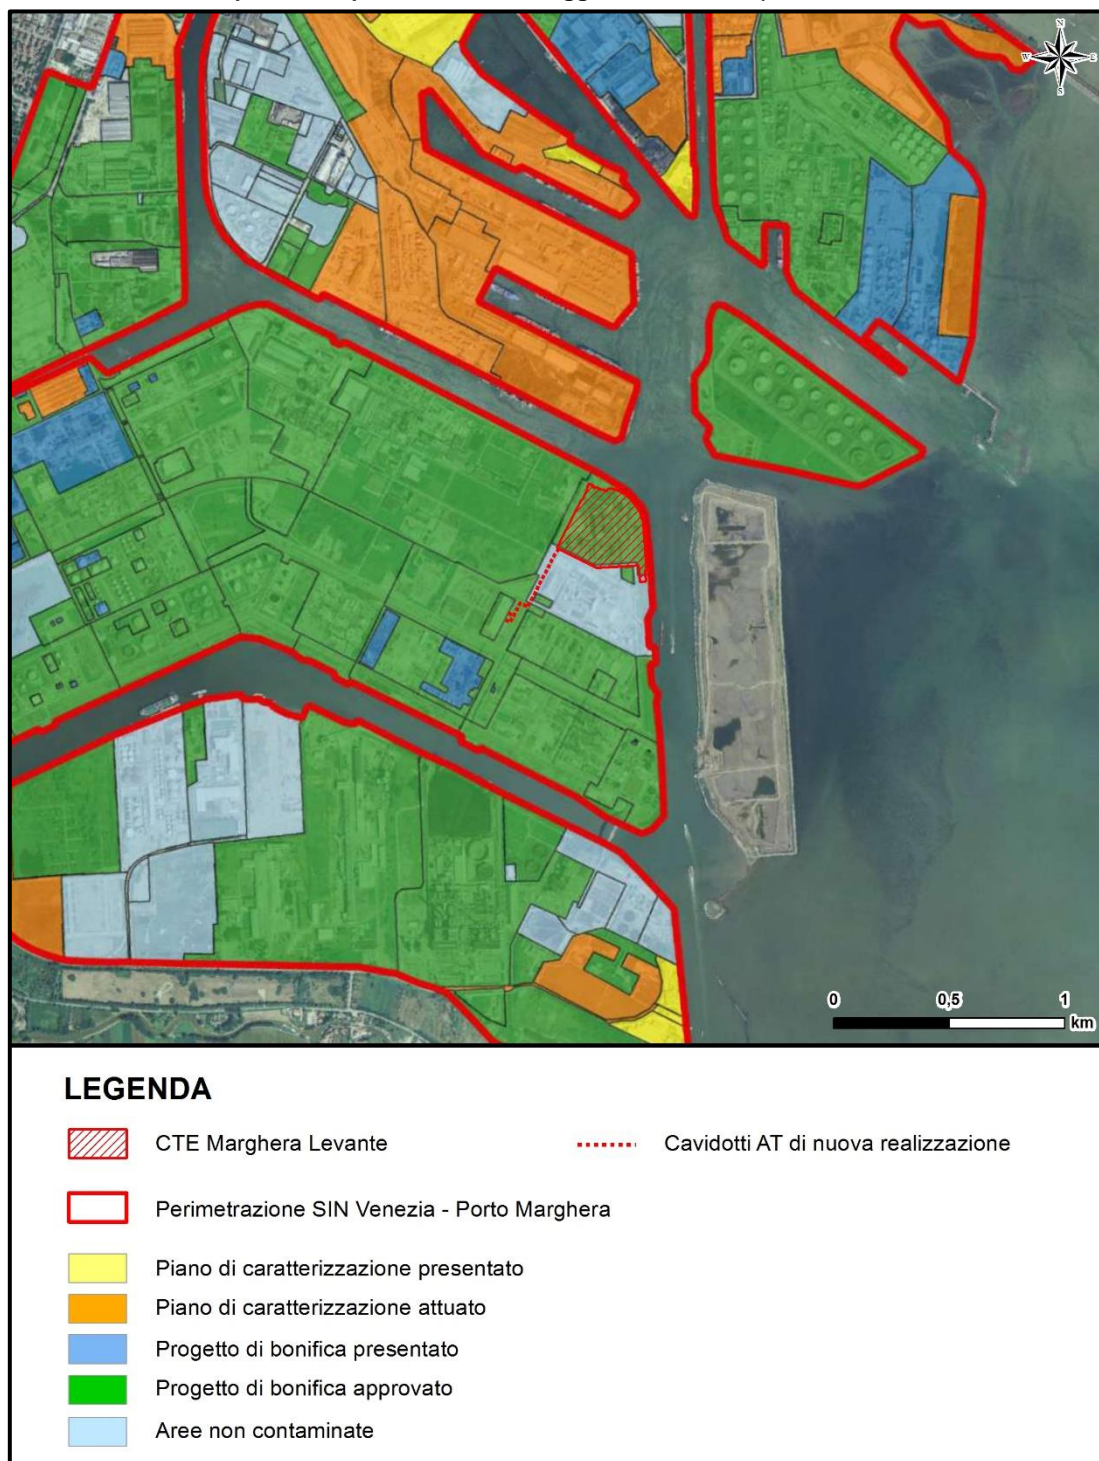 N
W E
S
0 0,5 1
km
LEGENDA
CTE Marghera Levante
Cavidotti AT di nuova realizzazione
Perimetrazione SIN Venezia - Porto Marghera
Piano di caratterizzazione presentato
Piano di caratterizzazione attuato
Progetto di bonifica presentato
Progetto di bonifica approvato
Aree non contaminate